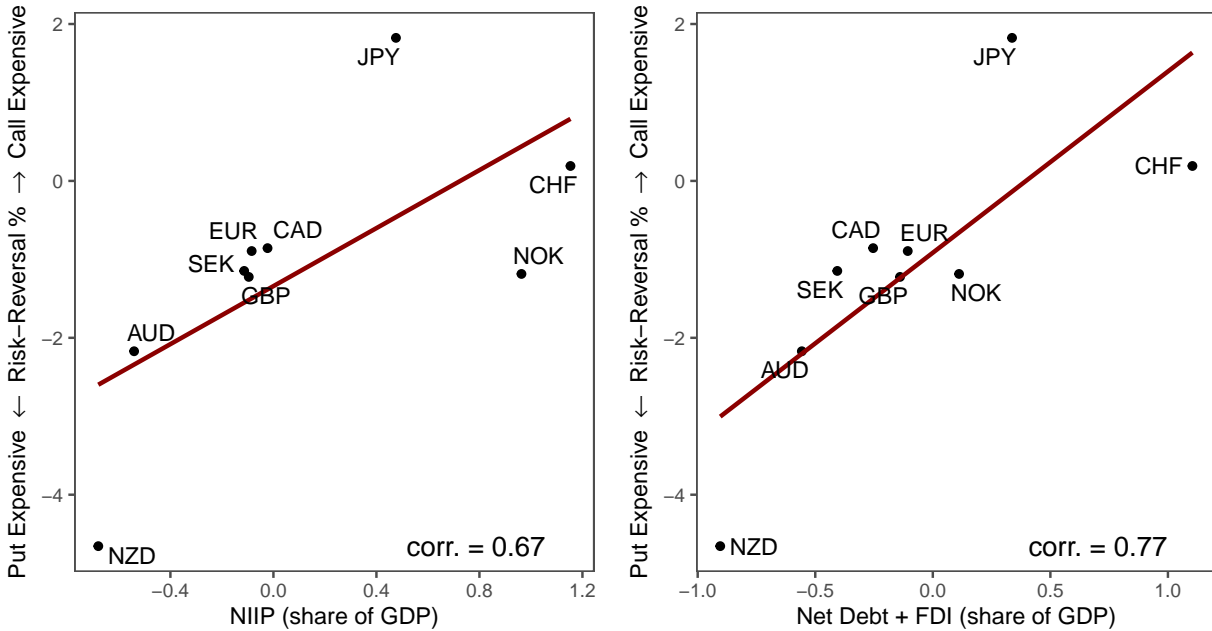 Put Expensive ← Risk−Reversal % → Call Expensive
2
0
−2
−4
JPY
CHF
EUR
CAD
SEK
GBP
NOK
AUD
NZD
corr. = 0.67
−0.4
0.0
0.4
0.8
1.2
NIIP (share of GDP)
Put Expensive ← Risk−Reversal % → Call Expensive
2
0
−2
−4
JPY
CHF
CAD
EUR
SEK
GBP
NOK
AUD
NZD
corr. = 0.77
−1.0
−0.5
0.0
0.5
1.0
Net Debt + FDI (share of GDP)